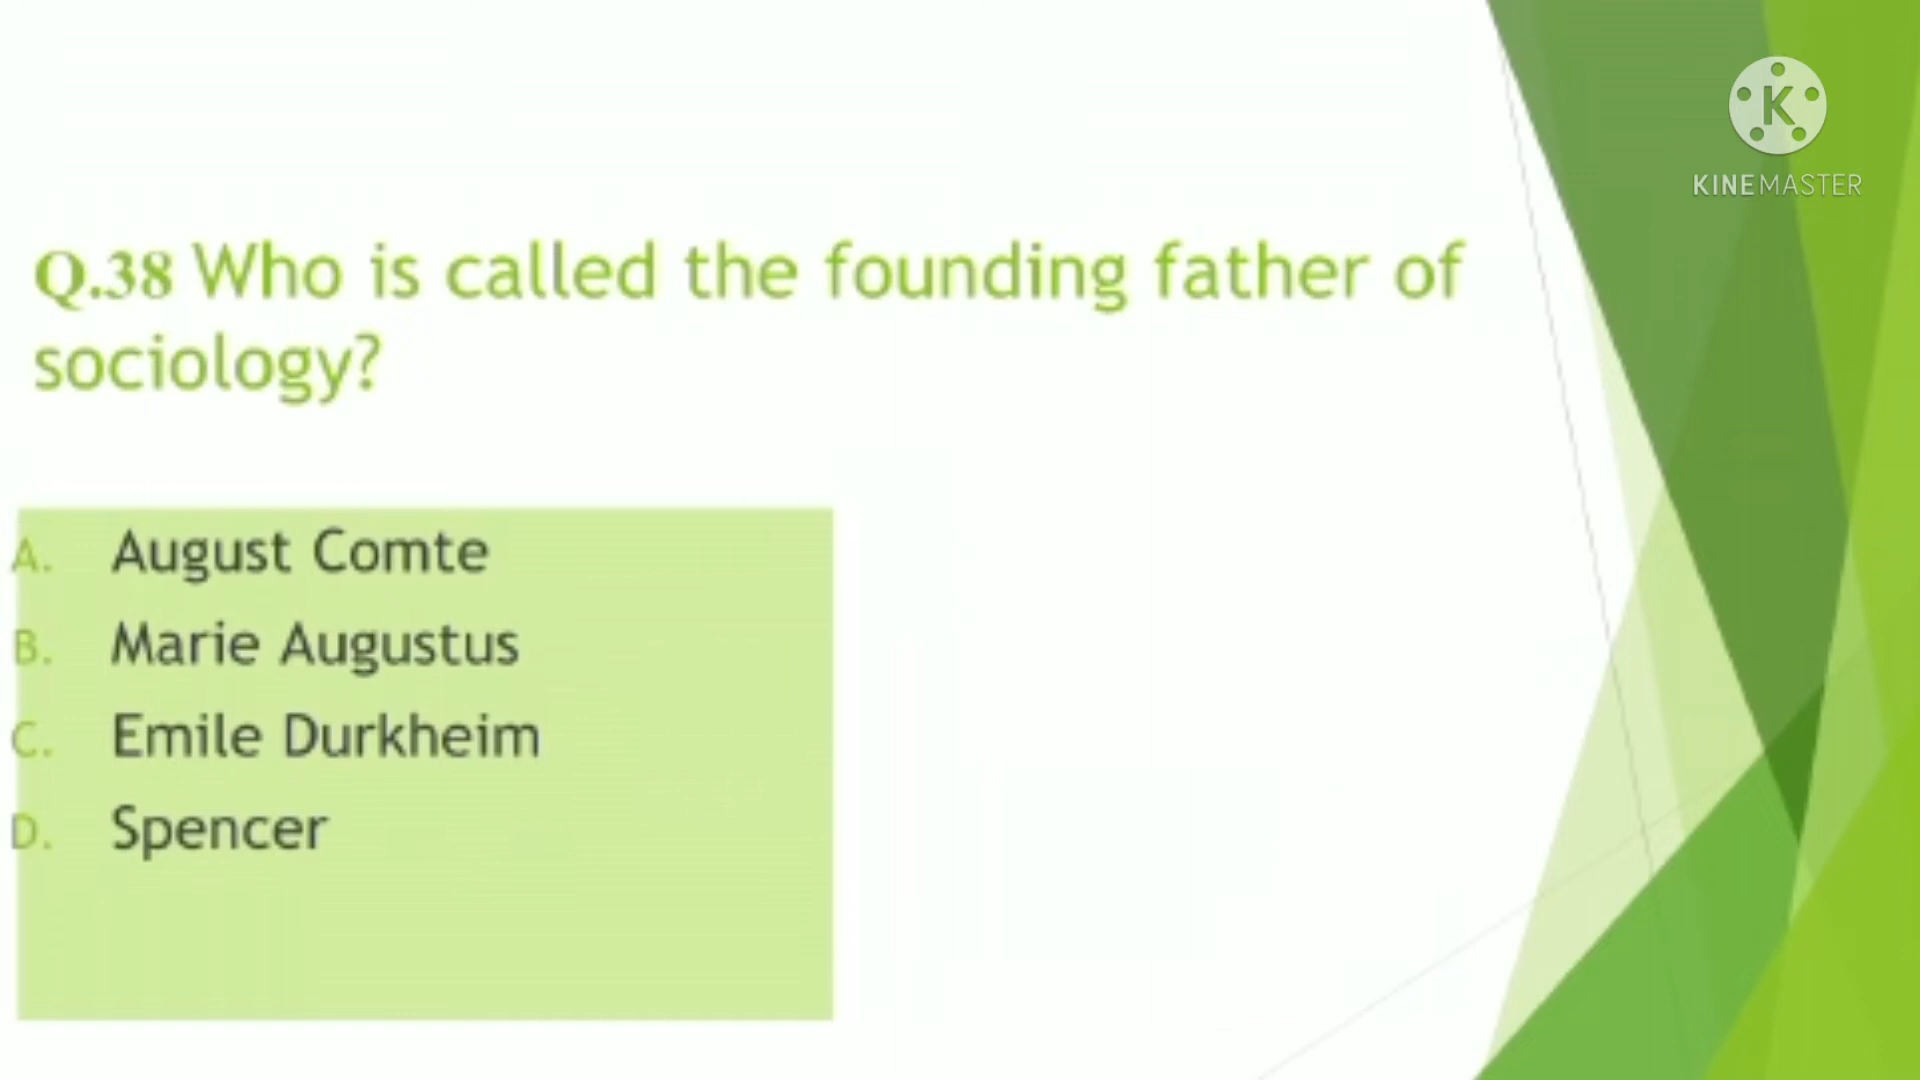 K
KINEMASTER
Q.38 Who is called the founding father of
sociology?
A. August Comte
B. Marie Augustus
C. Emile Durkheim
D. Spencer